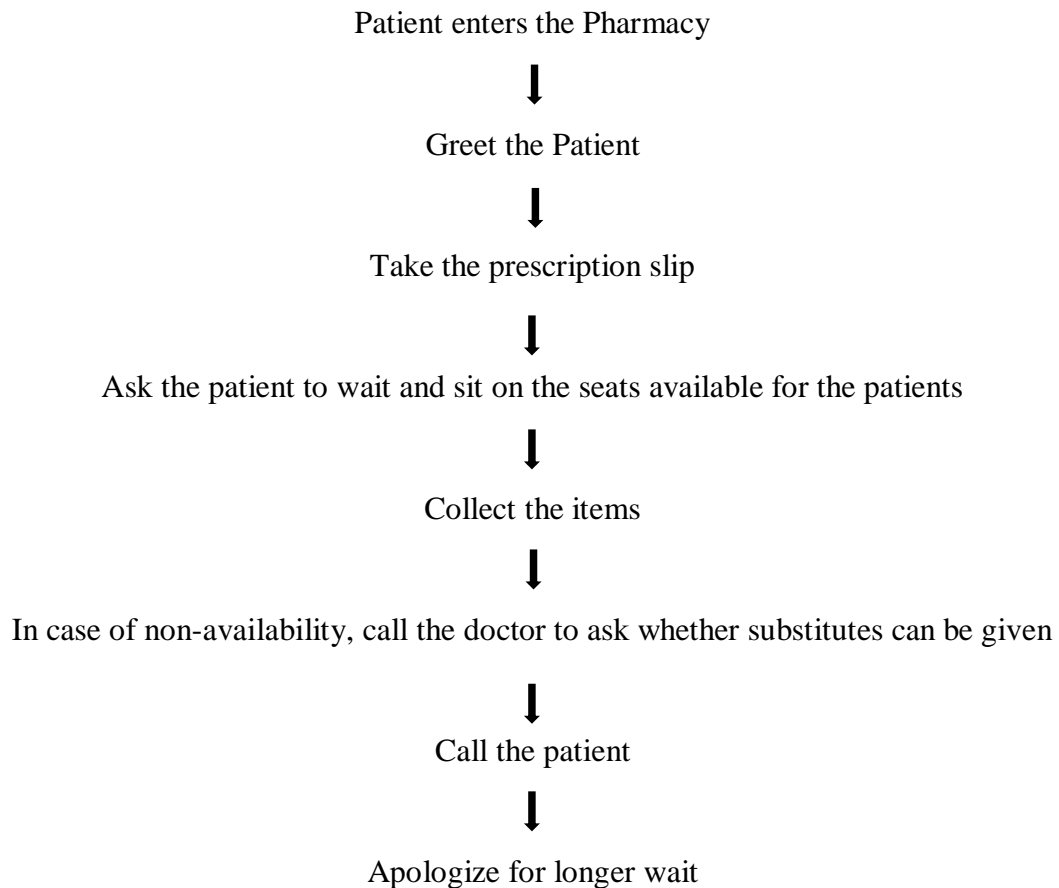 Patient enters the Pharmacy
Greet the Patient
Take the prescription slip
Ask the patient to wait and sit on the seats available for the patients
Collect the items
In case of non-availability, call the doctor to ask whether substitutes can be given
Call the patient
Apologize for longer wait